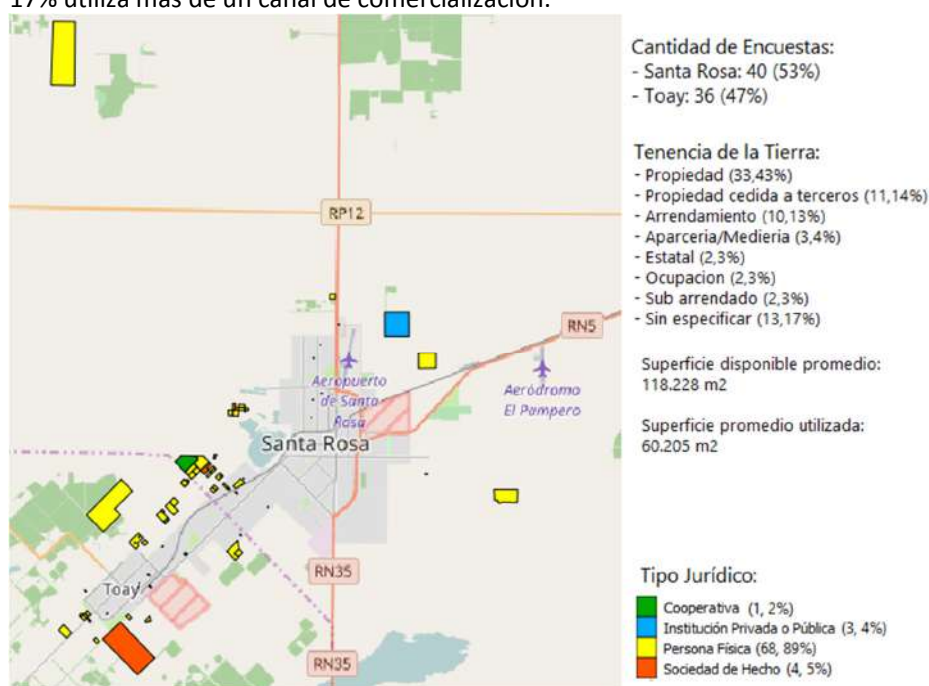 17% utiliza más de un canal de comercialización.
Cantidad de Encuestas:
- Santa Rosa: 40 (53%)
- Toay: 36 (47%)
Tenencia de la Tierra:
- Propiedad (33,43%)
- Propiedad cedida a terceros (11,14%)
- Arrendamiento (10,13%)
- Aparceria/Medieria (3,4%)
- Estatal (2,3%)
- Ocupacion (2,3%)
- Sub arrendado (2,3%)
- Sin especificar (13,17%)
Superficie disponible promedio:
118.228 m2
Superficie promedio utilizada:
60.205 m2
Tipo Jurídico:
Cooperativa (1, 2%)
Institución Privada o Pública (3, 4%)
Persona Física (68, 89%)
Sociedad de Hecho (4, 5%)
RP12
RN5
Aeropuerto
de Santa
Rosa
Aeródromo
El Pampero
Santa Rosa
RN35
Toay
RN35